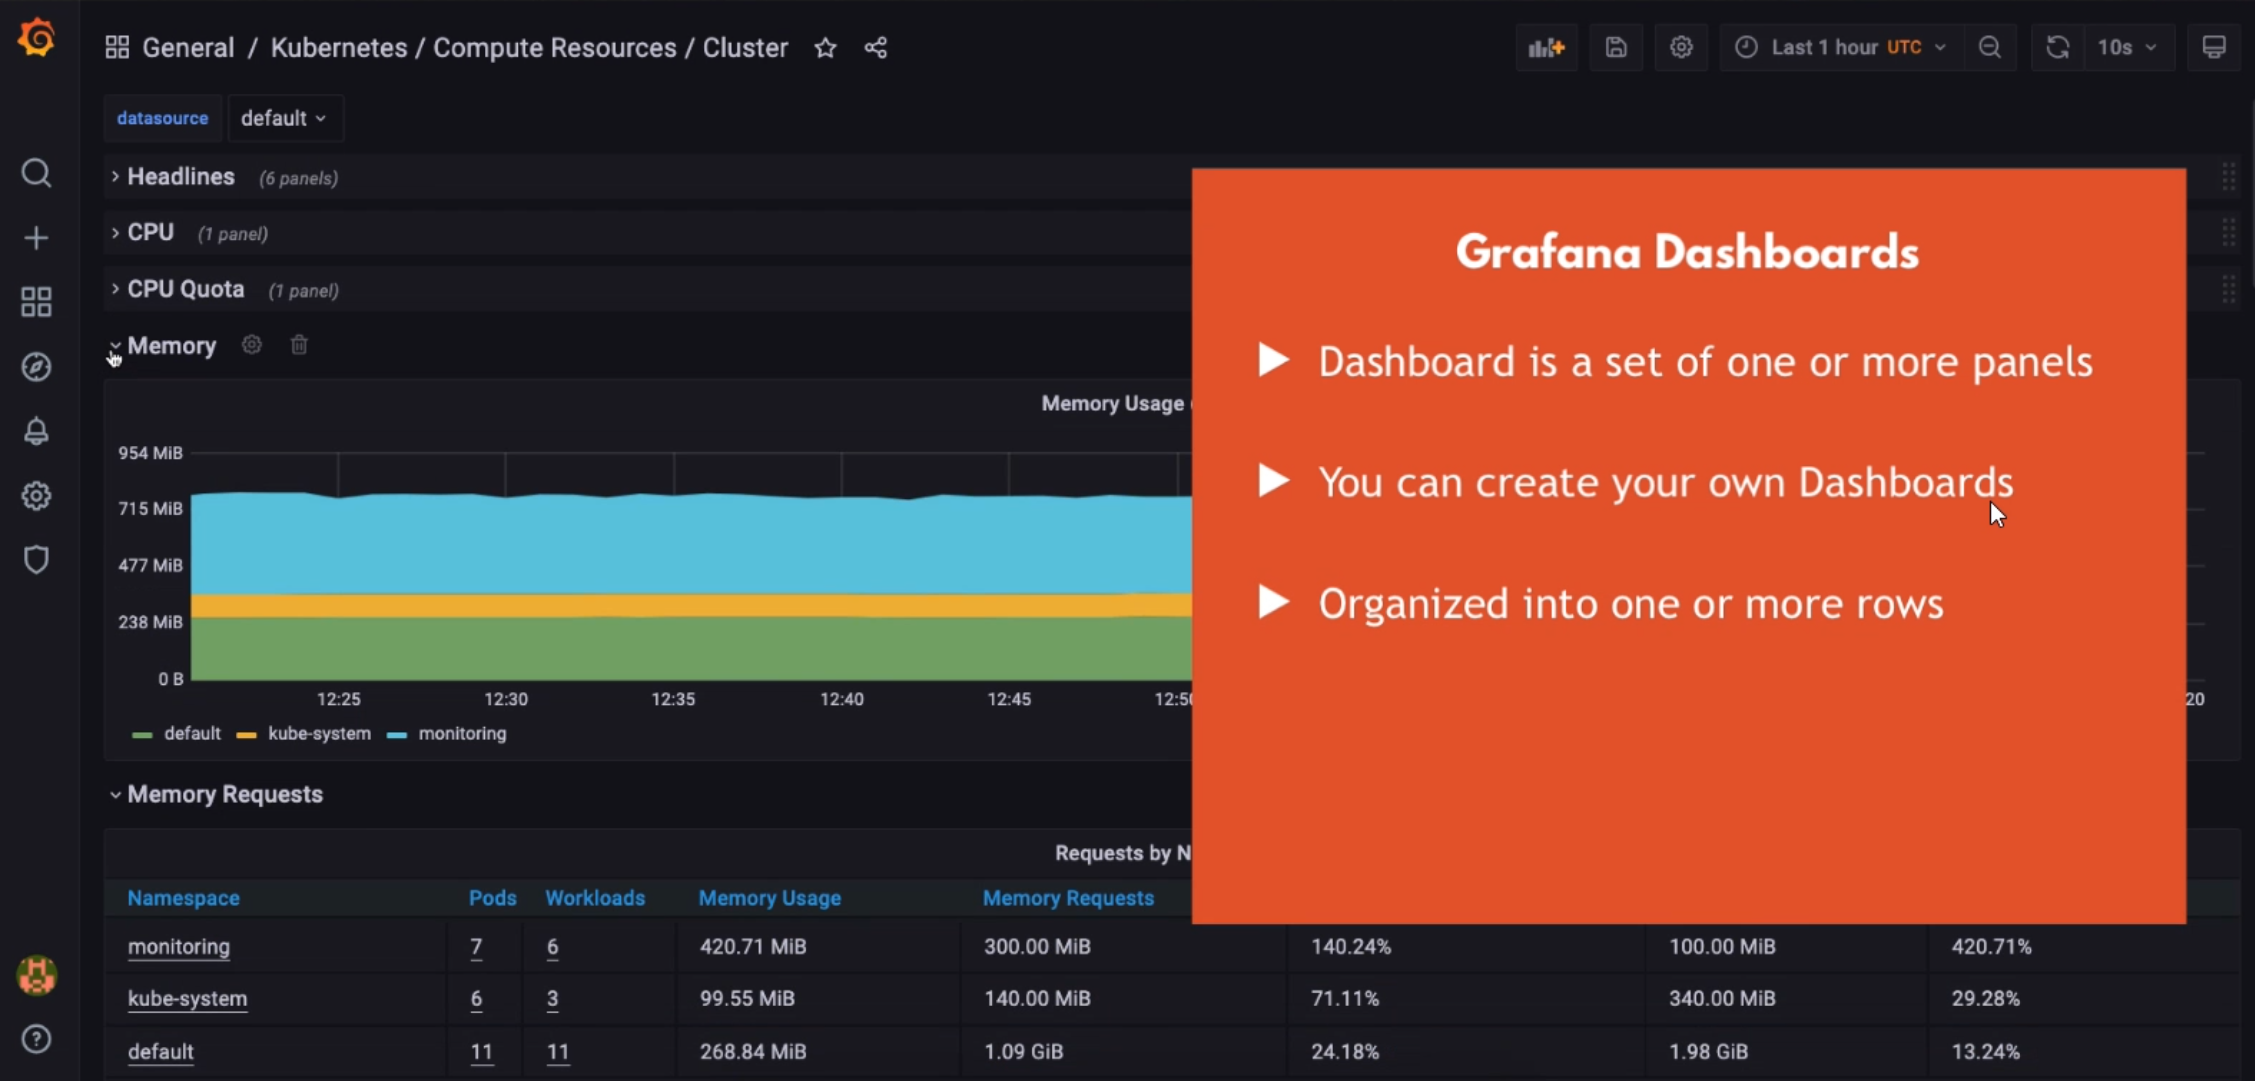 General / Kubernetes / Compute Resources / Cluster
Last 1 hour UTC
10s
datasource default
Headlines (6 panels)
CPU (1 panel)
CPU Quota (1 panel)
Memory
Memory Usage
954 MiB
715 MiB
477 MiB
238 MiB
0 B
12:25 12:30 12:35 12:40 12:45 12:50 20
default kube-system monitoring
Grafana Dashboards
Dashboard is a set of one or more panels
You can create your own Dashboards
Organized into one or more rows
Memory Requests
Requests by N
Namespace Pods Workloads Memory Usage Memory Requests
monitoring 7 6 420.71 MiB 300.00 MiB 140.24% 100.00 MiB 420.71%
kube-system 6 3 99.55 MiB 140.00 MiB 71.11% 340.00 MiB 29.28%
default 11 11 268.84 MiB 1.09 GiB 24.18% 1.98 GiB 13.24%